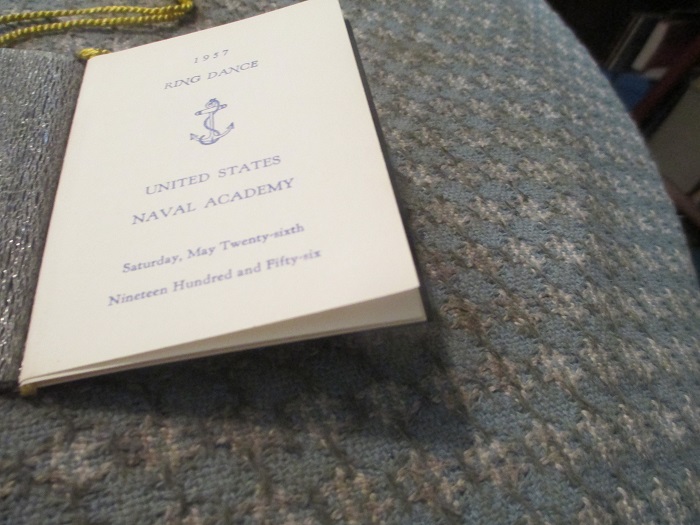 1957
RING DANCE
UNITED STATES
NAVAL ACADEMY
Saturday, May Twenty-sixth
Nineteen Hundred and Fifty-six